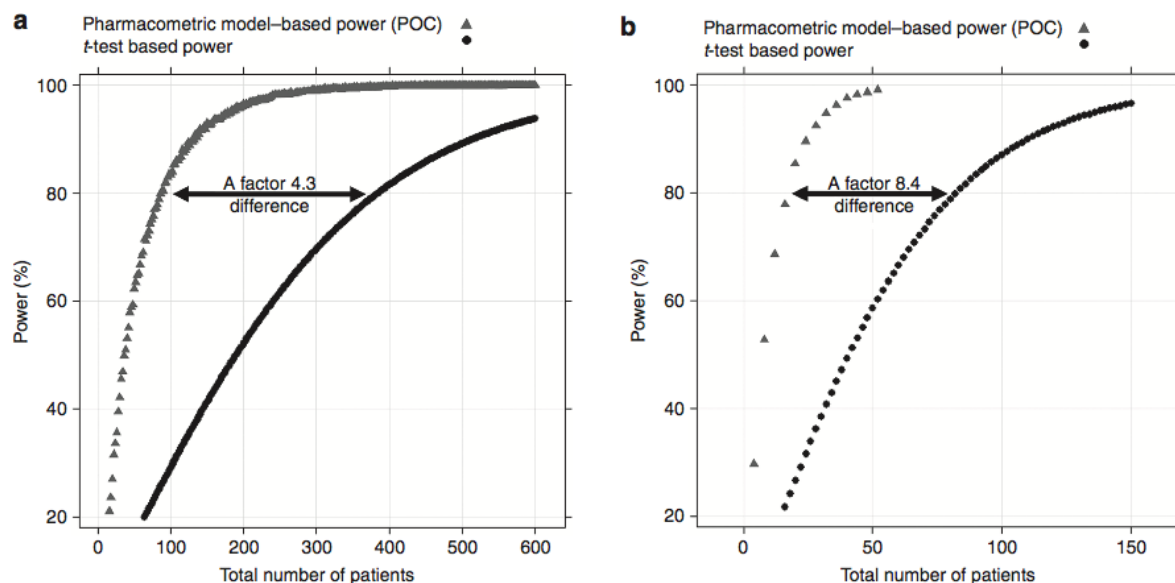 a
Pharmacometric model–based power (POC)
t-test based power
100
80
60
40
20
Power (%)
A factor 4.3
difference
0 100 200 300 400 500 600
Total number of patients
b
Pharmacometric model–based power (POC)
t-test based power
100
80
60
40
20
Power (%)
A factor 8.4
difference
0 50 100 150
Total number of patients